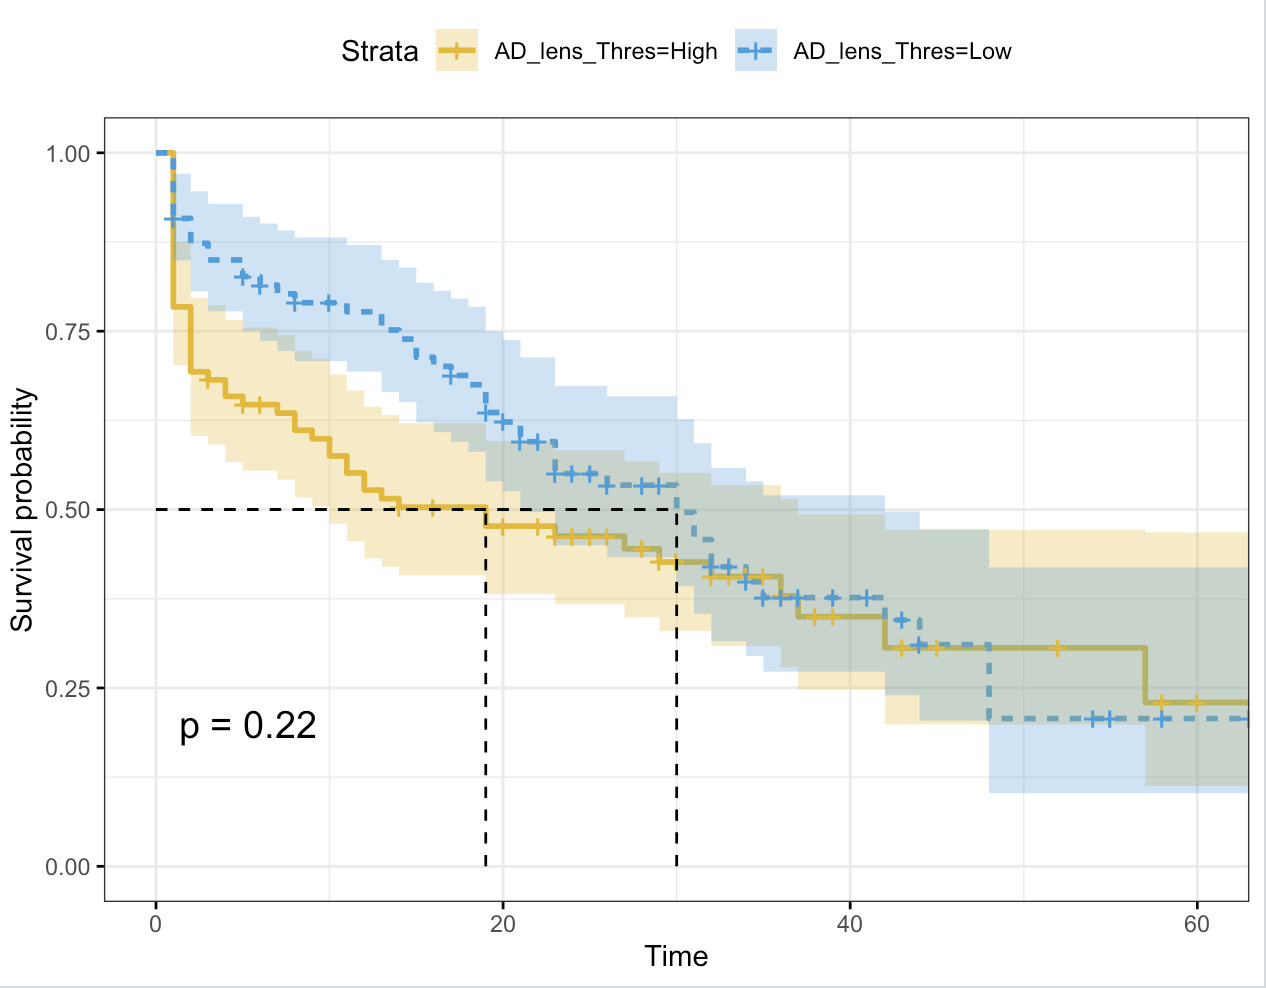 Strata AD_lens_Thres=High AD_lens_Thres=Low
Survival probability
1.00
0.75
0.50
0.25
0.00
p = 0.22
0 20 40 60
Time